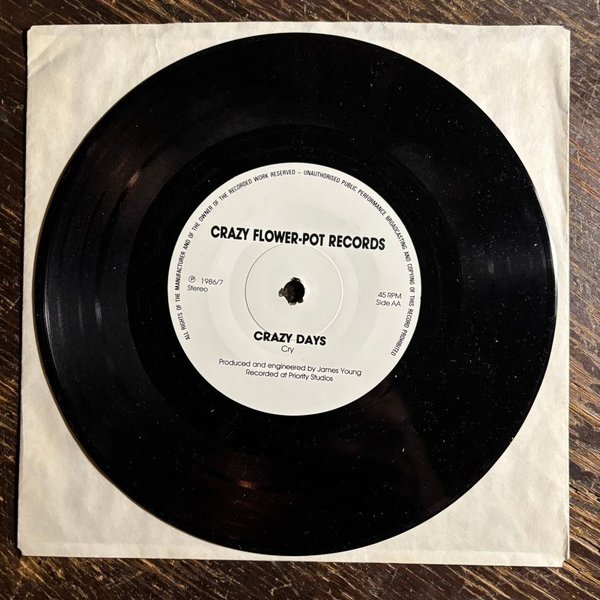 ALL RIGHTS OF THE MANUFACTURER AND OF THE OWNER OF THE RECORDED WORK RESERVED – UNAUTHORISED PUBLIC PERFORMANCE BROADCASTING AND COPYING OF THIS RECORD PROHIBITED
CRAZY FLOWER-POT RECORDS
℗ 1986/7
Stereo
45 RPM
Side AA
CRAZY DAYS
Cry
Produced and engineered by James Young
Recorded at Priority Studios